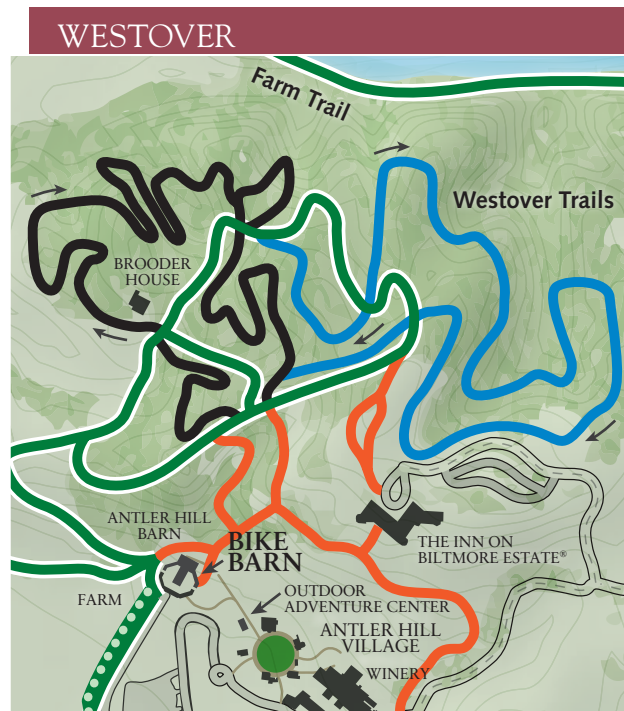 WESTOVER
Farm Trail
Westover Trails
BROODER
HOUSE
ANTLER HILL
BARN
BIKE
BARN
THE INN ON
BILTMORE ESTATE®
FARM
OUTDOOR
ADVENTURE CENTER
ANTLER HILL
VILLAGE
WINERY